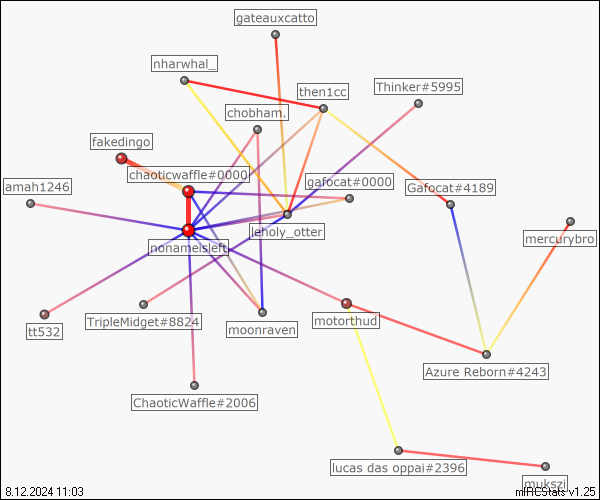 gateauxcatto
nharwhal_
Thinker#5995
then1cc
chobham.
fakedingo
chaoticwaffle#0000
amah1246
gafocat#0000
Gafocat#4189
leholy_otter
mercurybro
nonameisleft
TripleMidget#8824
motorthud
tt532
moonraven
Azure Reborn#4243
ChaoticWaffle#2006
lucas das oppai#2396
mukszi
8.12.2024 11:03
mIRCStats v1.25